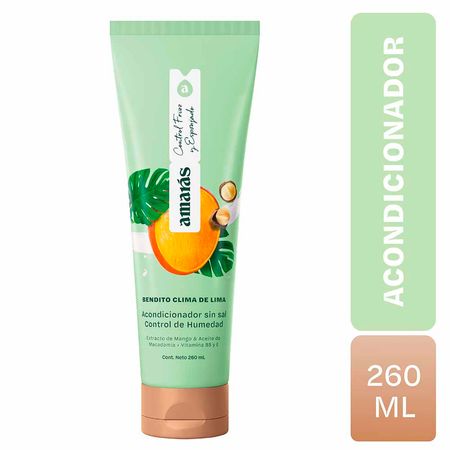 a
Control Frizz
y Esponjado
amarás
BENDITO CLIMA DE LIMA
Acondicionador sin sal
Control de Humedad
Extracto de Mango & Aceite de
Macadamia + Vitamina B5 y E
Cont. Neto 260 mL
ACONDICIONADOR
260
ML